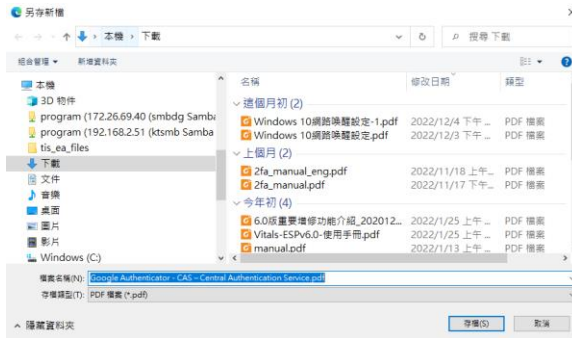 另存新檔
本機 › 下載
搜尋 下載
組合管理 新增資料夾
名稱 修改日期 類型
本機
3D 物件
program (172.26.69.40 (smbdg Samba
program (192.168.2.51 (ktsmb Samba
tis_ea_files
下載
文件
音樂
桌面
圖片
影片
Windows (C:)
這個月初 (2)
Windows 10網路喚醒設定-1.pdf 2022/12/4 下午 ... PDF 檔案
Windows 10網路喚醒設定.pdf 2022/12/3 下午 ... PDF 檔案
上個月 (2)
2fa_manual_eng.pdf 2022/11/18 上午... PDF 檔案
2fa_manual.pdf 2022/11/17 下午... PDF 檔案
今年初 (4)
6.0版重要增修功能介紹_202012... 2022/1/25 上午 ... PDF 檔案
Vitals-ESPv6.0-使用手冊.pdf 2022/1/25 上午 ... PDF 檔案
manual.pdf 2022/1/13 上午 ... PDF 檔案
檔案名稱(N): Google Authenticator - CAS – Central Authentication Service.pdf
存檔類型(T): PDF 檔案 (*.pdf)
隱藏資料夾 存檔(S) 取消